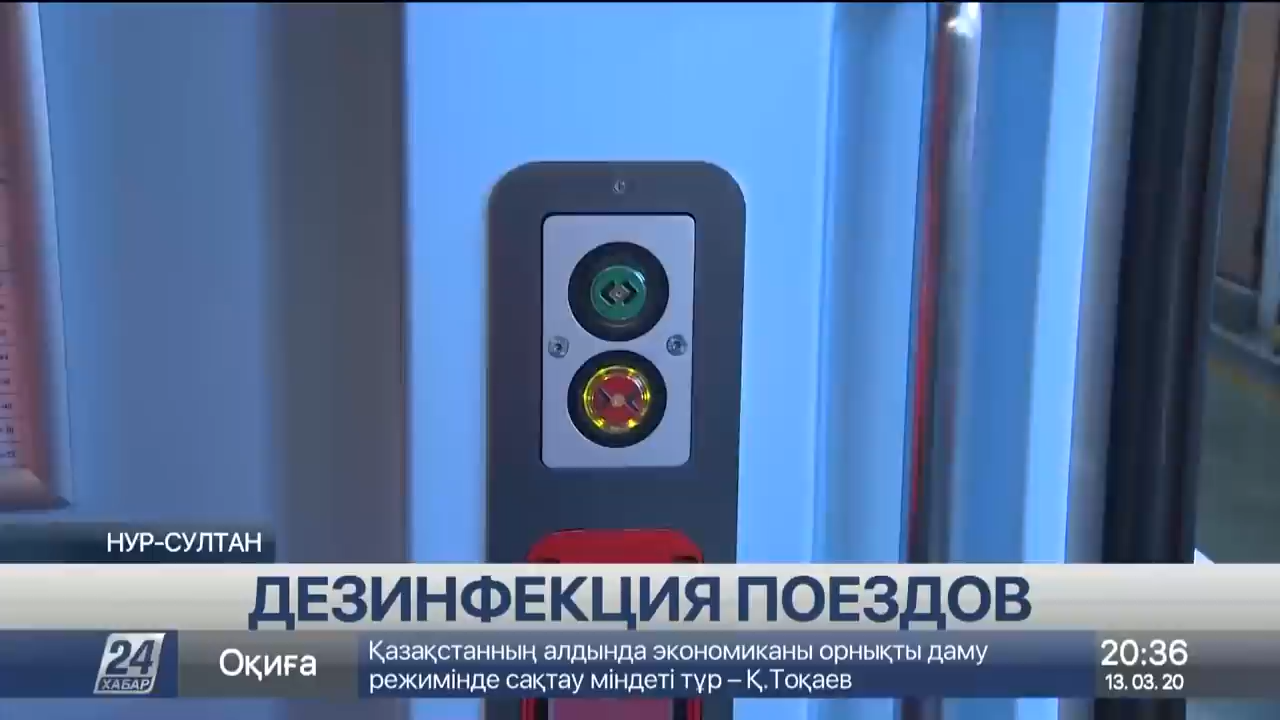 НУР-СУЛТАН
ДЕЗИНФЕКЦИЯ ПОЕЗДОВ
24
ХАБАР
Оқиға
Қазақстанның алдында экономиканы орнықты даму
режимінде сақтау міндеті тұр – Қ.Тоқаев
20:36
13. 03. 20